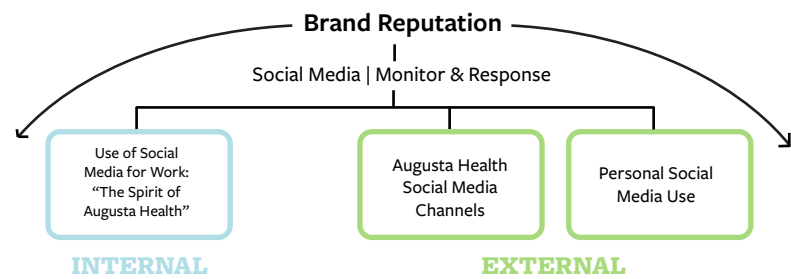 Brand Reputation
Social Media | Monitor & Response
Use of Social
Media for Work:
“The Spirit of
Augusta Health”
Augusta Health
Social Media
Channels
Personal Social
Media Use
INTERNAL
EXTERNAL